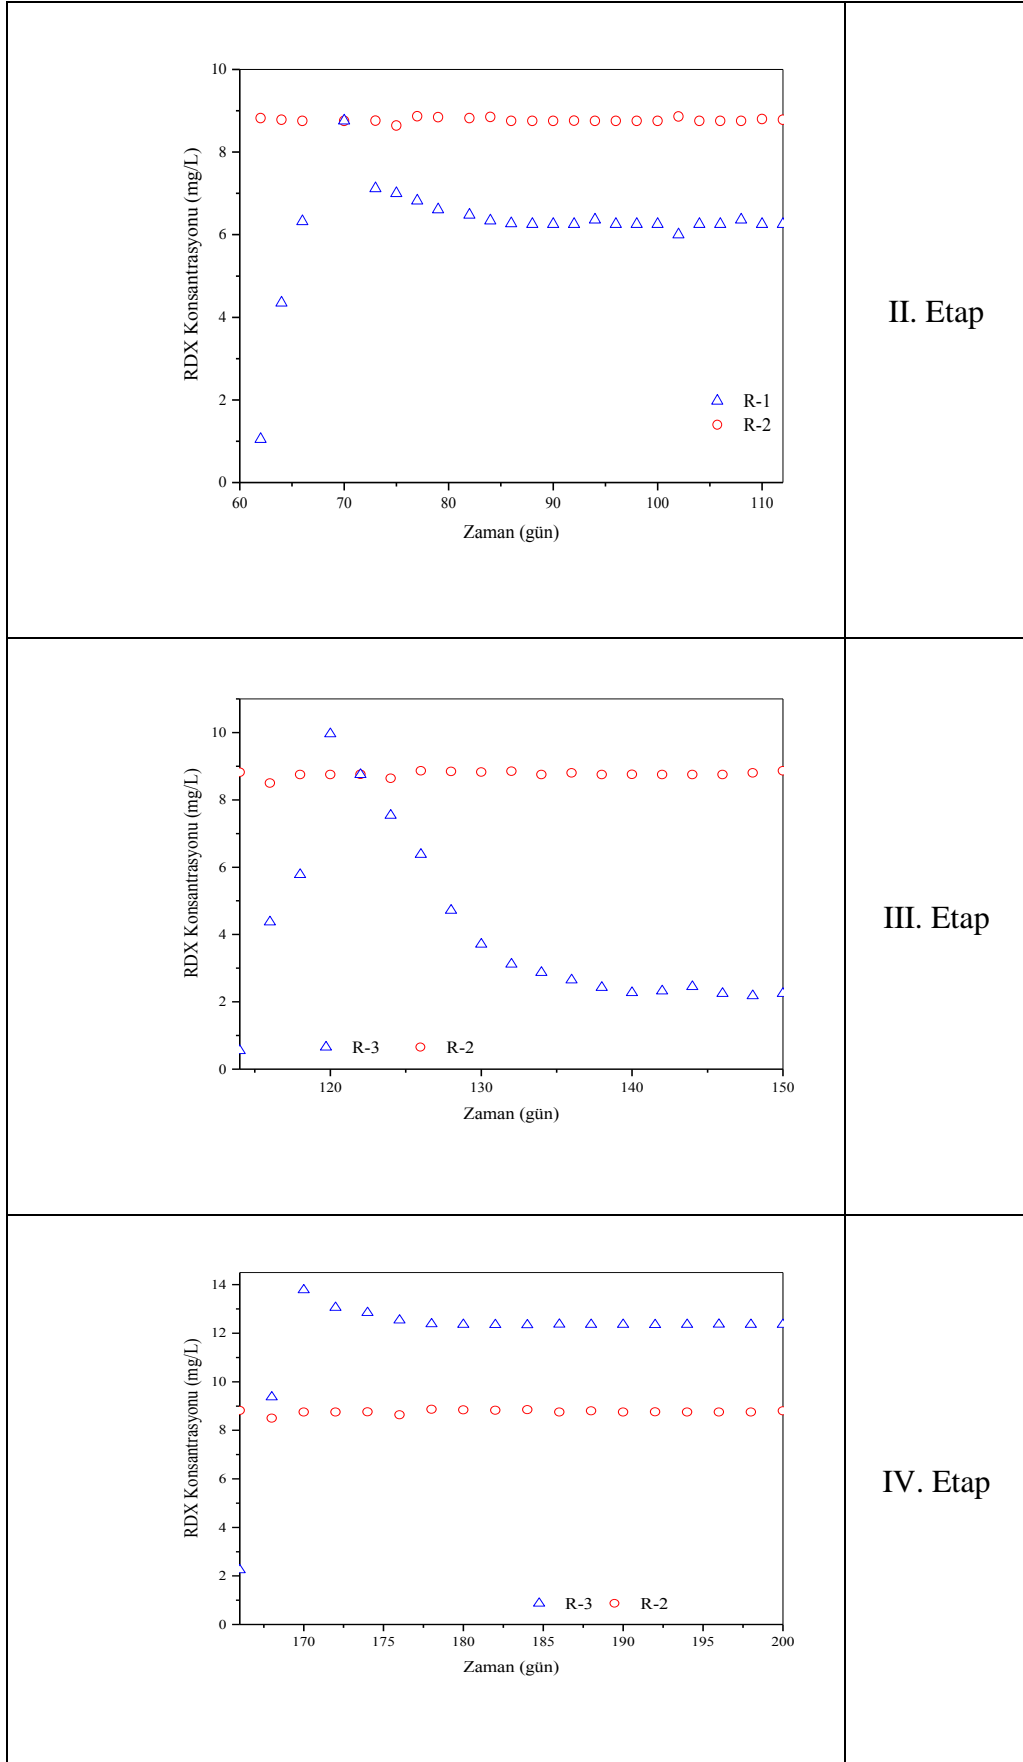 10
8
6
4
2
0
RDX Konsantrasyonu (mg/L)
R-1
R-2
60 70 80 90 100 110
Zaman (gün)
II. Etap
10
8
6
4
2
0
RDX Konsantrasyonu (mg/L)
R-3 R-2
120 130 140 150
Zaman (gün)
III. Etap
14
12
10
8
6
4
2
0
RDX Konsantrasyonu (mg/L)
R-3 R-2
170 175 180 185 190 195 200
Zaman (gün)
IV. Etap